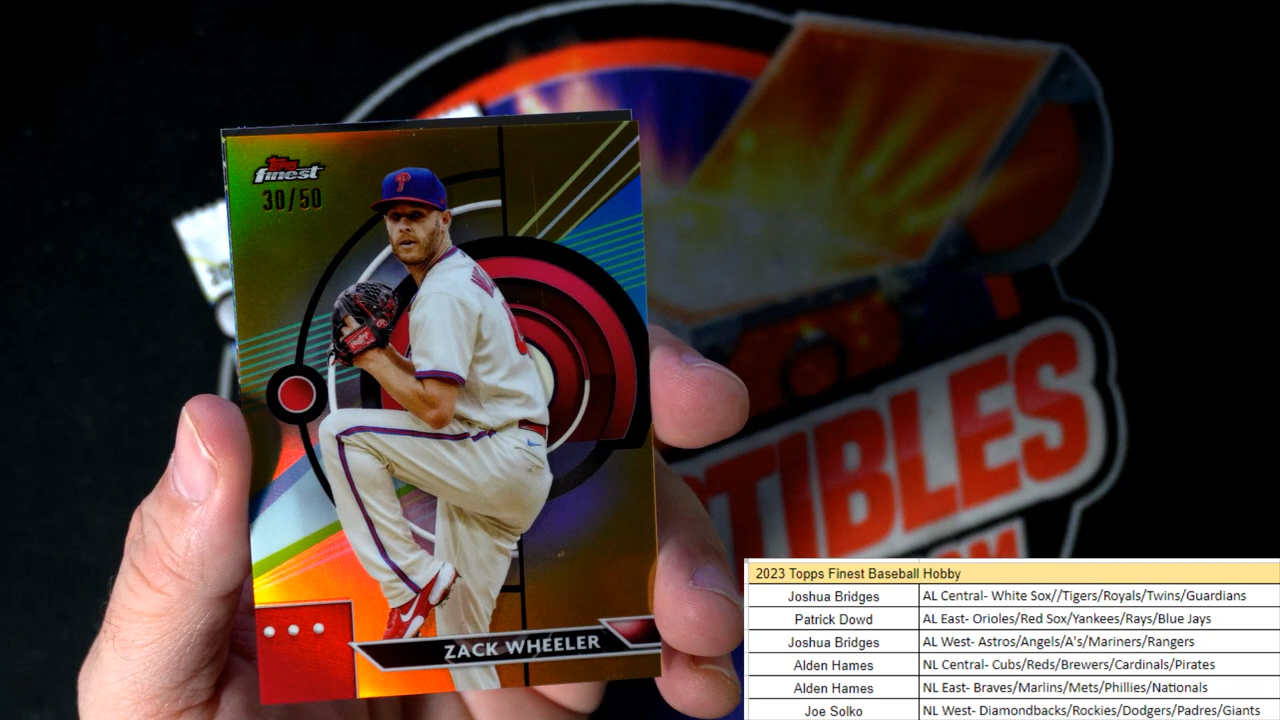 Topps
finest
30/50
P
ZACK WHEELER
TIBLES
2023 Topps Finest Baseball Hobby
Joshua Bridges AL Central- White Sox//Tigers/Royals/Twins/Guardians
Patrick Dowd AL East- Orioles/Red Sox/Yankees/Rays/Blue Jays
Joshua Bridges AL West- Astros/Angels/A's/Mariners/Rangers
Alden Hames NL Central- Cubs/Reds/Brewers/Cardinals/Pirates
Alden Hames NL East- Braves/Marlins/Mets/Phillies/Nationals
Joe Solko NL West- Diamondbacks/Rockies/Dodgers/Padres/Giants